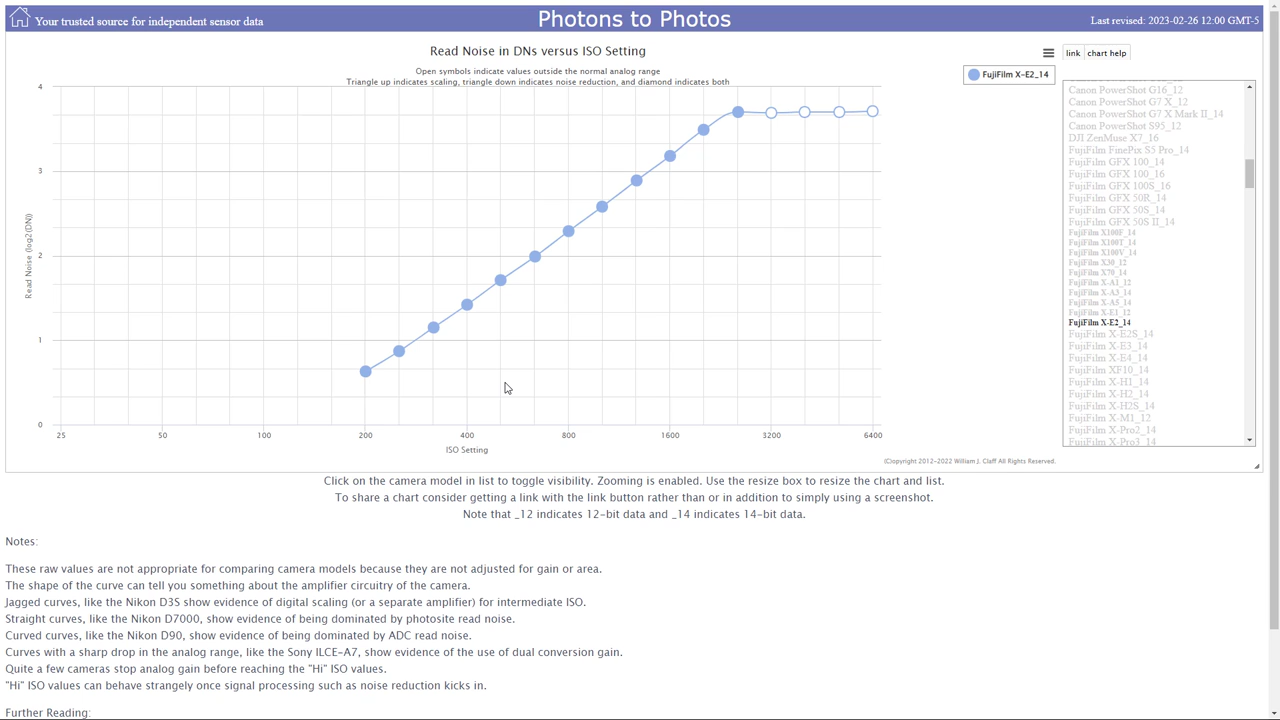 Your trusted source for independent sensor data
Photons to Photos
Last revised: 2023-02-26 12:00 GMT-5
Read Noise in DNs versus ISO Setting
Open symbols indicate values outside the normal analog range
Triangle up indicates scaling, triangle down indicates noise reduction, and diamond indicates both
link
chart help
FujiFilm X-E2_14
4
3
2
1
0
Read Noise (log2(DN))
25
50
100
200
400
800
1600
3200
6400
ISO Setting
Canon PowerShot G16_12
Canon PowerShot G7 X_12
Canon PowerShot G7 X Mark II_14
Canon PowerShot S95_12
DJI ZenMuse X7_16
FujiFilm FinePix S5 Pro_14
FujiFilm GFX 100_14
FujiFilm GFX 100_16
FujiFilm GFX 100S_16
FujiFilm GFX 50R_14
FujiFilm GFX 50S_14
FujiFilm GFX 50S II_14
FujiFilm X100F_14
FujiFilm X100T_14
FujiFilm X100V_14
FujiFilm X30_12
FujiFilm X70_14
FujiFilm X-A1_12
FujiFilm X-A3_14
FujiFilm X-A5_14
FujiFilm X-E1_12
FujiFilm X-E2_14
FujiFilm X-E2S_14
FujiFilm X-E3_14
FujiFilm X-E4_14
FujiFilm XF10_14
FujiFilm X-H1_14
FujiFilm X-H2_14
FujiFilm X-H2S_14
FujiFilm X-M1_12
FujiFilm X-Pro2_14
FujiFilm X-Pro3_14
(C)opyright 2012-2022 William J. Claff All Rights Reserved.
Click on the camera model in list to toggle visibility. Zooming is enabled. Use the resize box to resize the chart and list.
To share a chart consider getting a link with the link button rather than or in addition to simply using a screenshot.
Note that _12 indicates 12-bit data and _14 indicates 14-bit data.
Notes:
These raw values are not appropriate for comparing camera models because they are not adjusted for gain or area.
The shape of the curve can tell you something about the amplifier circuitry of the camera.
Jagged curves, like the Nikon D3S show evidence of digital scaling (or a separate amplifier) for intermediate ISO.
Straight curves, like the Nikon D7000, show evidence of being dominated by photosite read noise.
Curved curves, like the Nikon D90, show evidence of being dominated by ADC read noise.
Curves with a sharp drop in the analog range, like the Sony ILCE-A7, show evidence of the use of dual conversion gain.
Quite a few cameras stop analog gain before reaching the "Hi" ISO values.
"Hi" ISO values can behave strangely once signal processing such as noise reduction kicks in.
Further Reading: